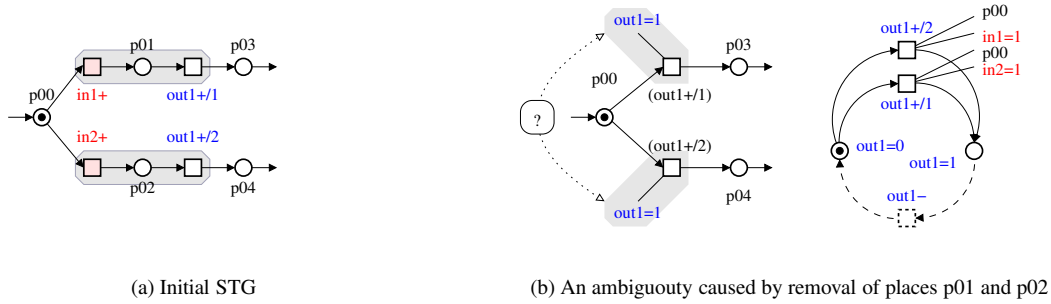 p01
p03
p00
in1+
out1+/1
in2+
out1+/2
p02
p04
(a) Initial STG
out1=1
p03
p00
(out1+/1)
?
(out1+/2)
p04
out1=1
out1+/2
p00
in1=1
p00
in2=1
out1+/1
out1=0
out1=1
out1−
(b) An ambiguouty caused by removal of places p01 and p02